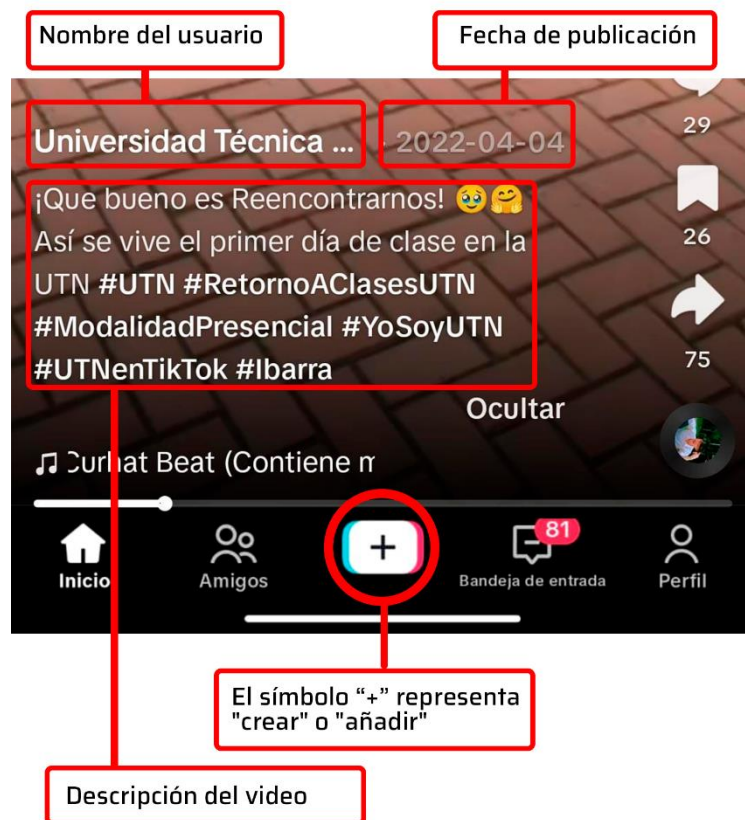 Nombre del usuario
Fecha de publicación
Universidad Técnica ... · 2022-04-04
29
¡Que bueno es Reencontrarnos! 🥹🤗
Así se vive el primer día de clase en la
UTN #UTN #RetornoAClasesUTN
#ModalidadPresencial #YoSoyUTN
#UTNenTikTok #Ibarra
26
75
Ocultar
Curhat Beat (Contiene m
81
Inicio
Amigos
+
Bandeja de entrada
Perfil
El símbolo “+” representa
"crear" o "añadir"
Descripción del video